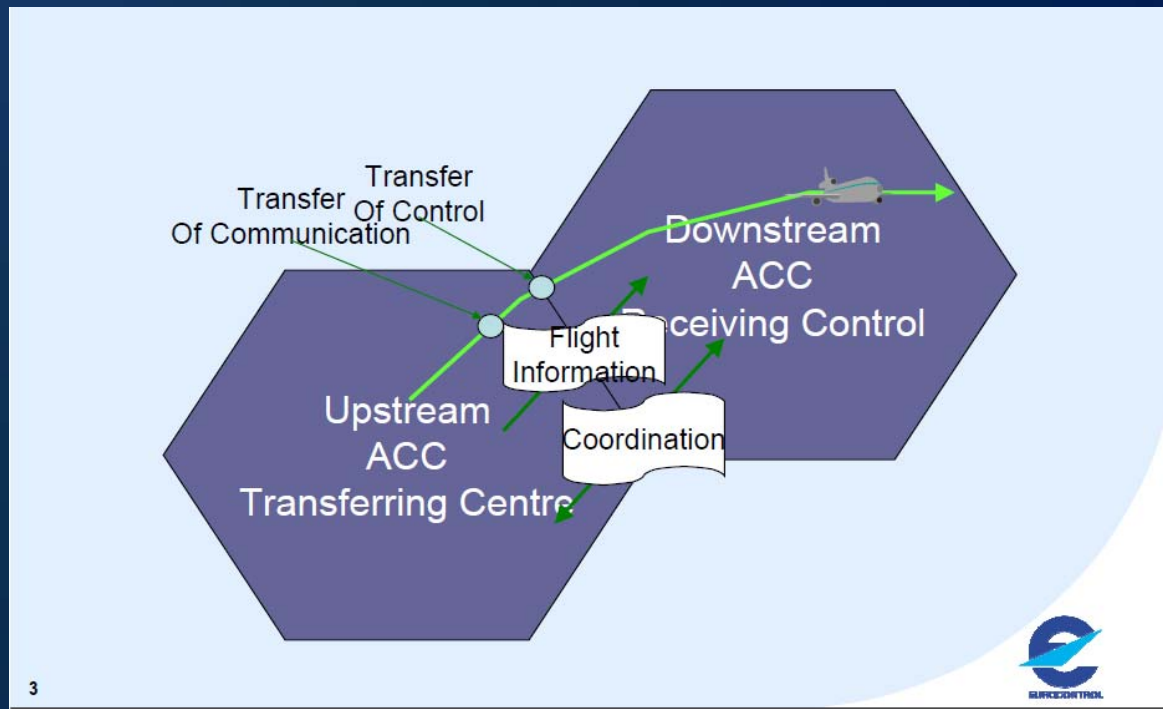 Transfer
Of Control
Transfer
Of Communication
Downstream
ACC
Receiving Control
Flight
Information
Coordination
Upstream
ACC
Transferring Centre
3
EUROCONTROL